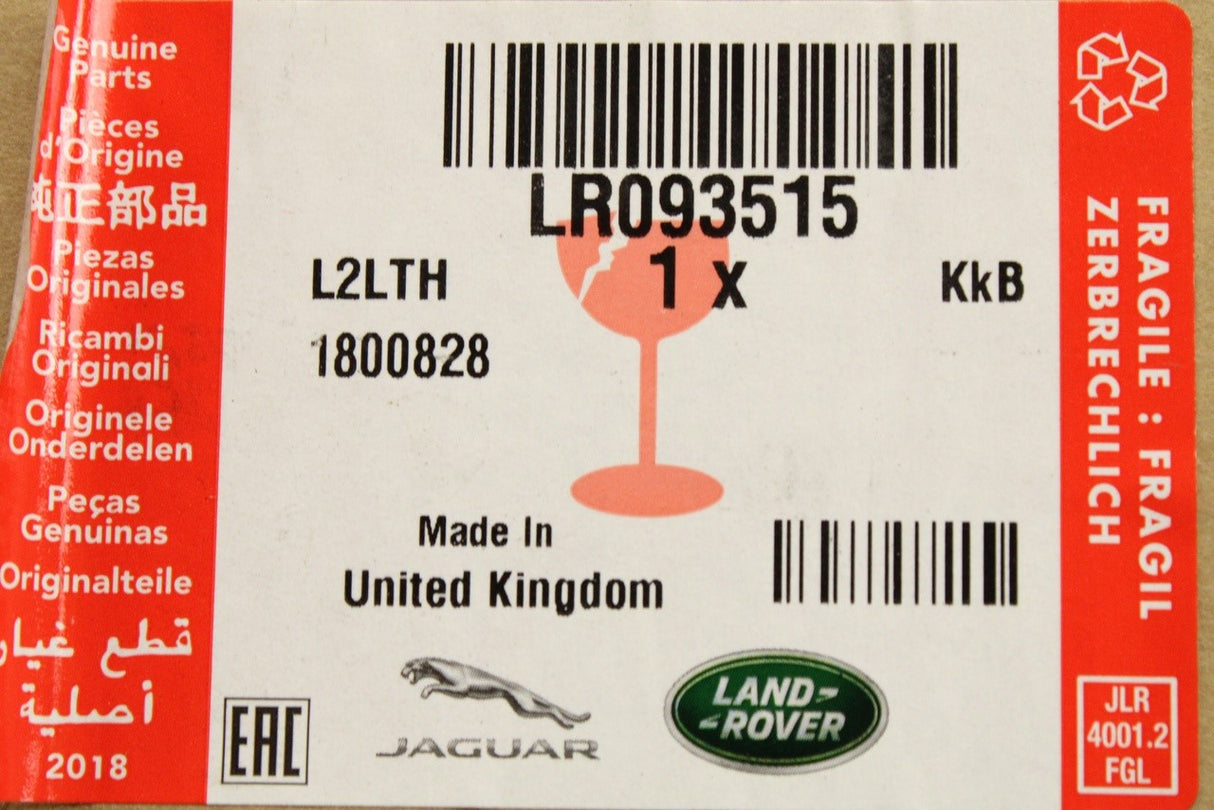 Genuine
Parts
Pièces
d'Origine
純正部品
Piezas
Originales
Ricambi
Originali
Originele
Onderdelen
Peças
Genuinas
Originalteile
قطع غيار
أصلية
2018
LR093515
1 x
L2LTH
KkB
1800828
Made In
United Kingdom
EAC
JAGUAR
LAND-
-ROVER
FRAGILE : FRAGIL
ZERBRECHLICH
JLR
4001.2
FGL